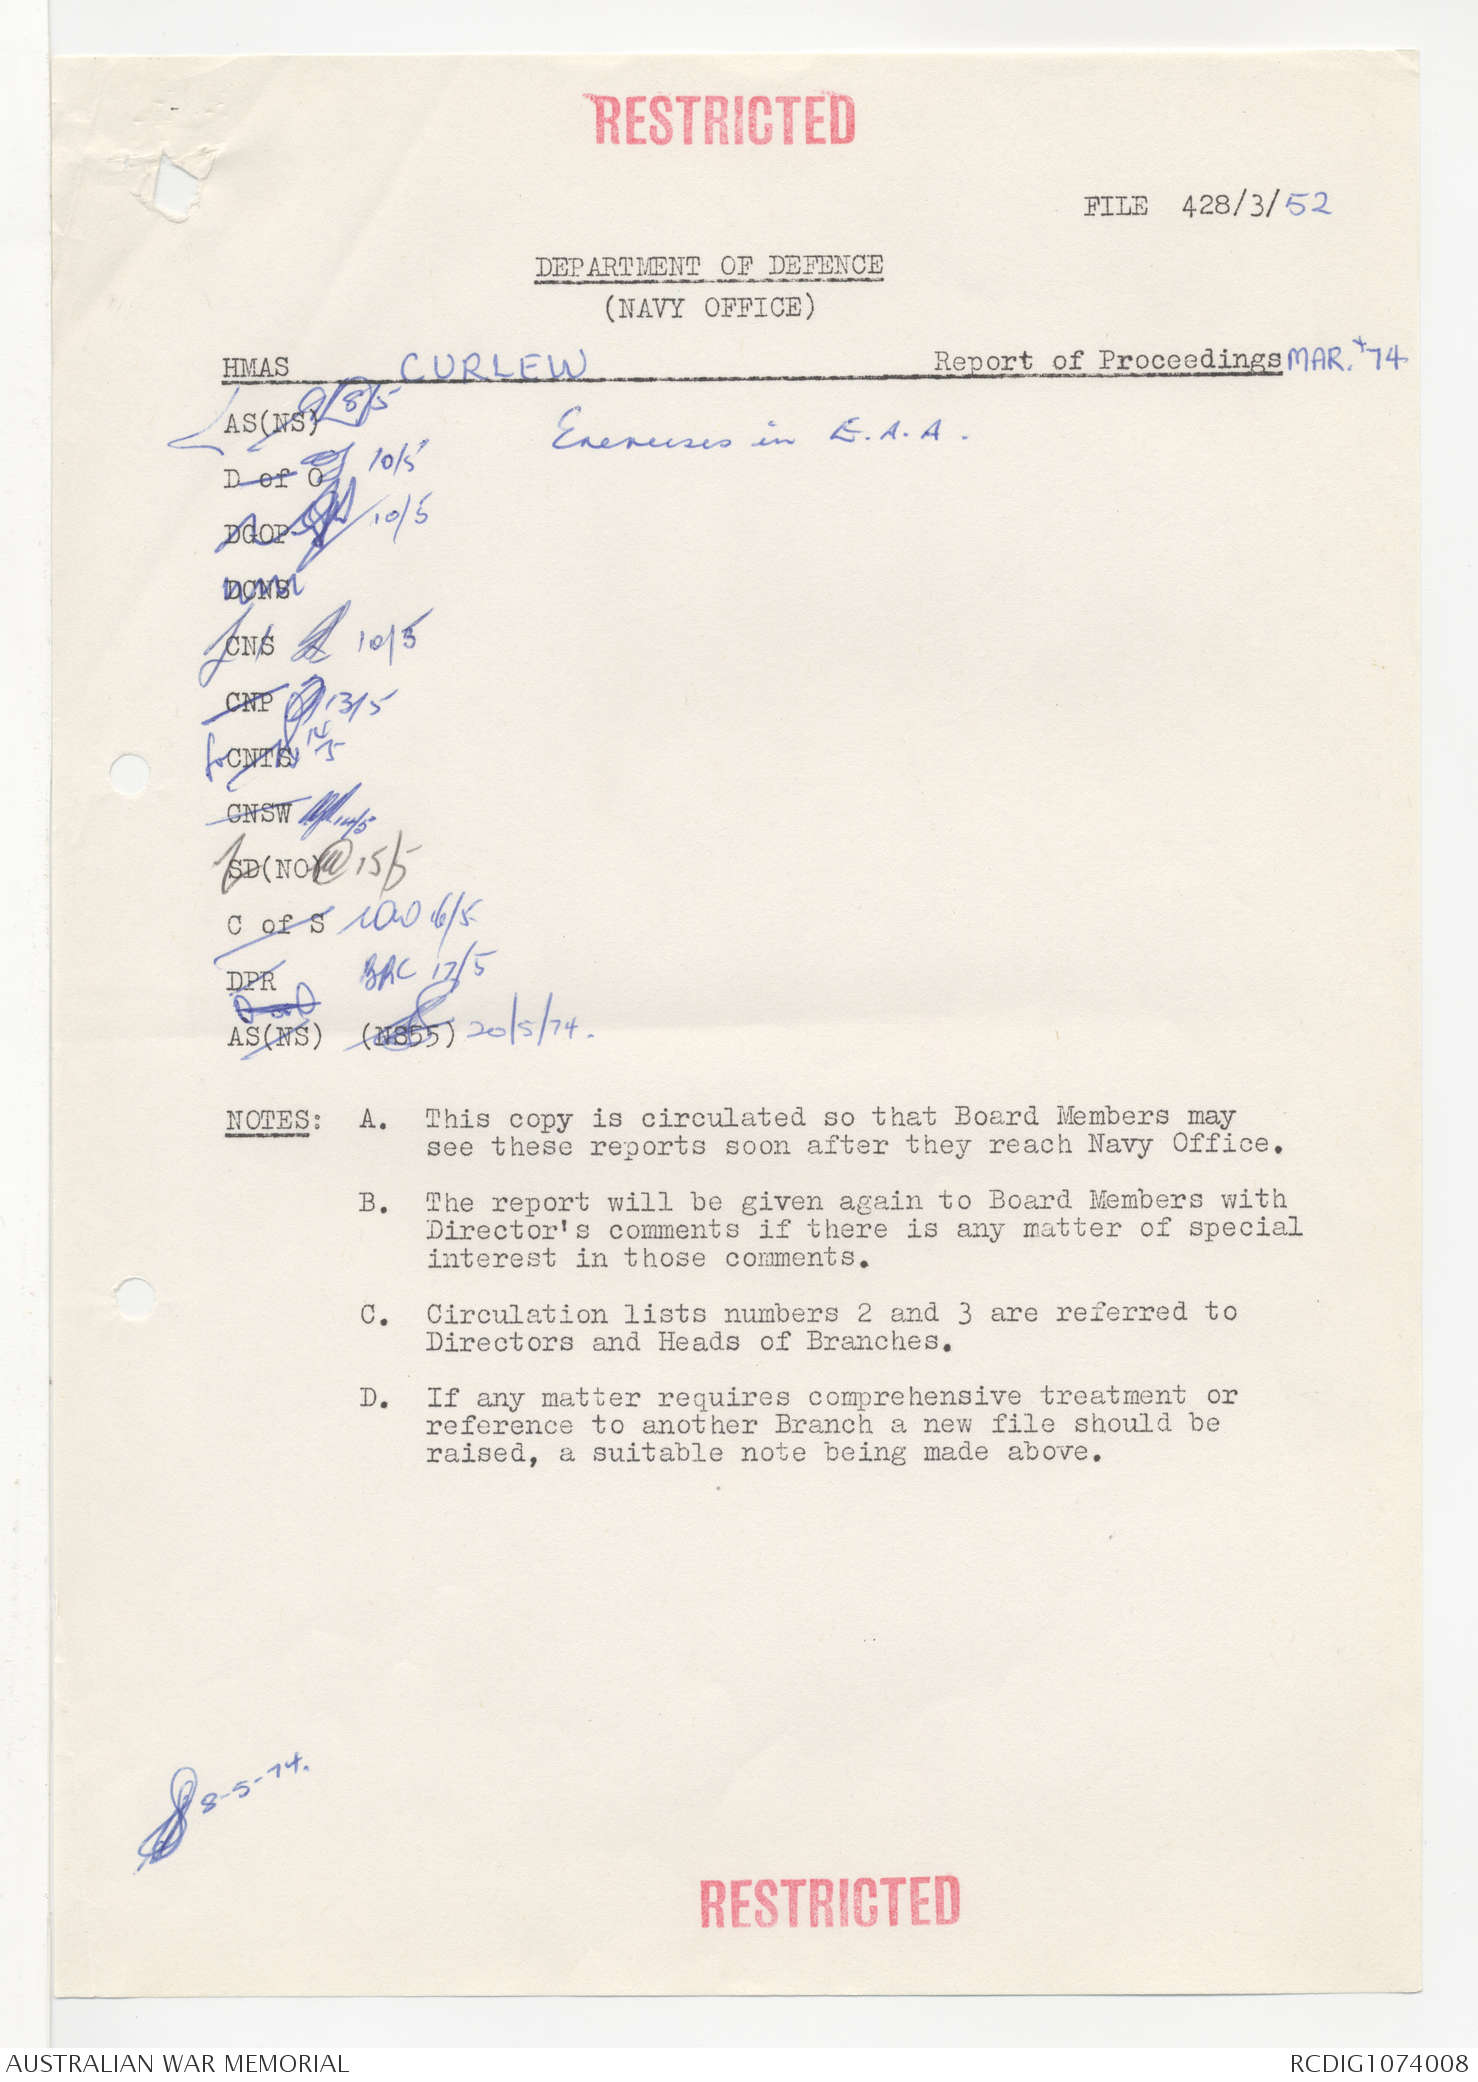 RESTRICTED
FILE 428/3/52
DEPARTMENT OF DEFENCE
(NAVY OFFICE)
HMAS CURLEW Report of Proceedings MAR. 74
AS(NS) 8/5
Exercises in E.A.A.
D of O 10/5
DGOP 10/5
DCNS
CNS 10/5
CNP 13/5
for CNTS 14/5
CNSW 14/5
SD(NO) 15/5
C of S 16/5
DPR BRC 17/5
AS(NS) (NS55) 20/5/74.
NOTES: A. This copy is circulated so that Board Members may
see these reports soon after they reach Navy Office.
B. The report will be given again to Board Members with
Director's comments if there is any matter of special
interest in those comments.
C. Circulation lists numbers 2 and 3 are referred to
Directors and Heads of Branches.
D. If any matter requires comprehensive treatment or
reference to another Branch a new file should be
raised, a suitable note being made above.
8-5-74.
RESTRICTED
AUSTRALIAN WAR MEMORIAL
RCDIG1074008